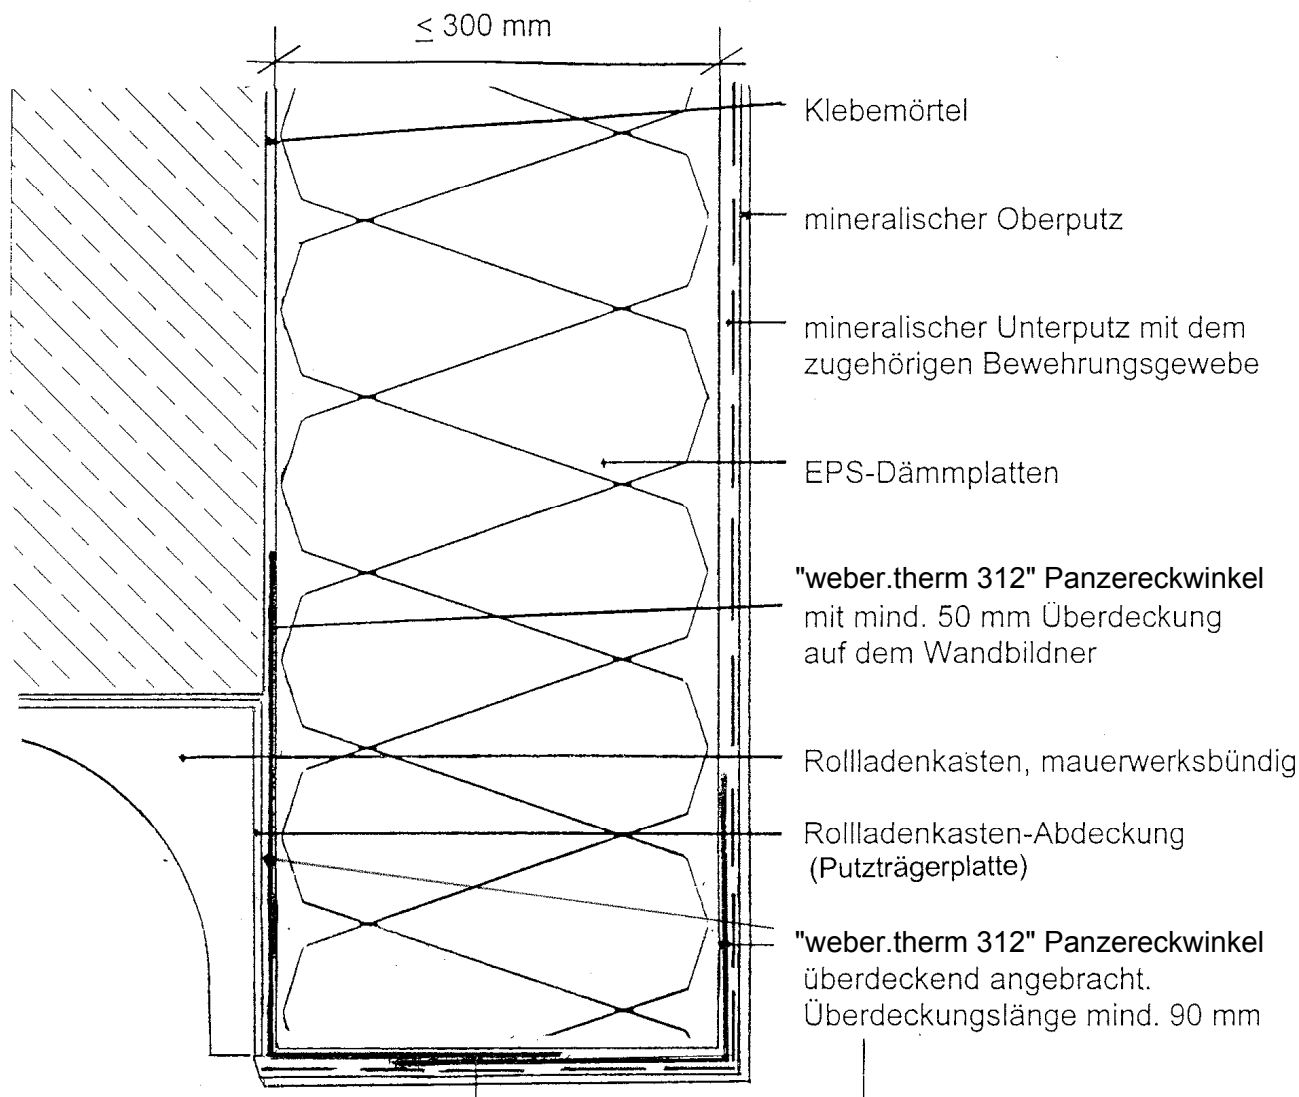 ≤ 300 mm
Klebemörtel
mineralischer Oberputz
mineralischer Unterputz mit dem
zugehörigen Bewehrungsgewebe
EPS-Dämmplatten
"weber.therm 312" Panzereckwinkel
mit mind. 50 mm Überdeckung
auf dem Wandbildner
Rollladenkasten, mauerwerksbündig
Rollladenkasten-Abdeckung
(Putzträgerplatte)
"weber.therm 312" Panzereckwinkel
überdeckend angebracht.
Überdeckungslänge mind. 90 mm